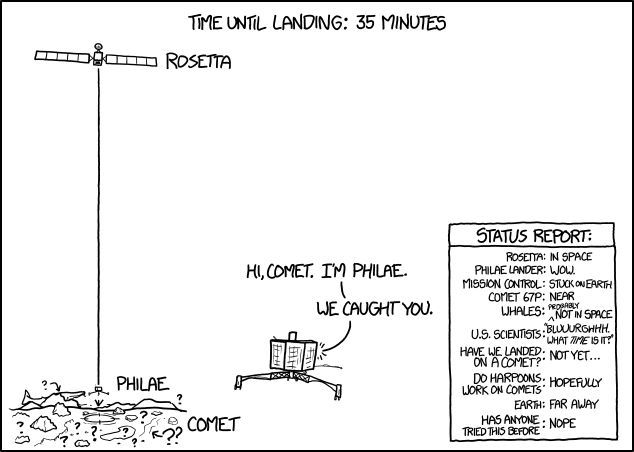 TIME UNTIL LANDING: 35 MINUTES
ROSETTA
HI, COMET. I'M PHILAE.
WE CAUGHT YOU.
PHILAE
COMET
?
?
?
?
?
?
?
?
?
?
??
STATUS REPORT:
ROSETTA: IN SPACE
PHILAE LANDER: WOW.
MISSION CONTROL: STUCK ON EARTH
COMET 67P: NEAR
WHALES: PROBABLY NOT IN SPACE
U.S. SCIENTISTS: "BLUUURGHHH.
WHAT TIME IS IT?"
HAVE WE LANDED
ON A COMET?: NOT YET...
DO HARPOONS
WORK ON COMETS: HOPEFULLY
EARTH: FAR AWAY
HAS ANYONE
TRIED THIS BEFORE: NOPE